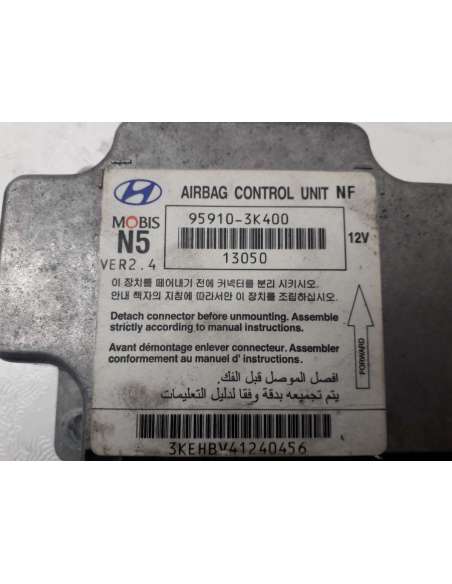 AIRBAG CONTROL UNIT NF
MOBIS
95910-3K400
12V
N5
13050
VER2.4
이 장치를 떼어내기 전에 커넥터를 분리 시키시오.
안내 책자의 지침에 따라서만 이 장치를 조립하십시오.
Detach connector before unmounting. Assemble
strictly according to manual instructions.
Avant démontage enlever connecteur. Assembler
conformement au manuel d' instructions.
FORWARD
افصل الموصل قبل الفك.
يتم تجميعه بدقة وفقا لدليل التعليمات
3KEHBV41240456